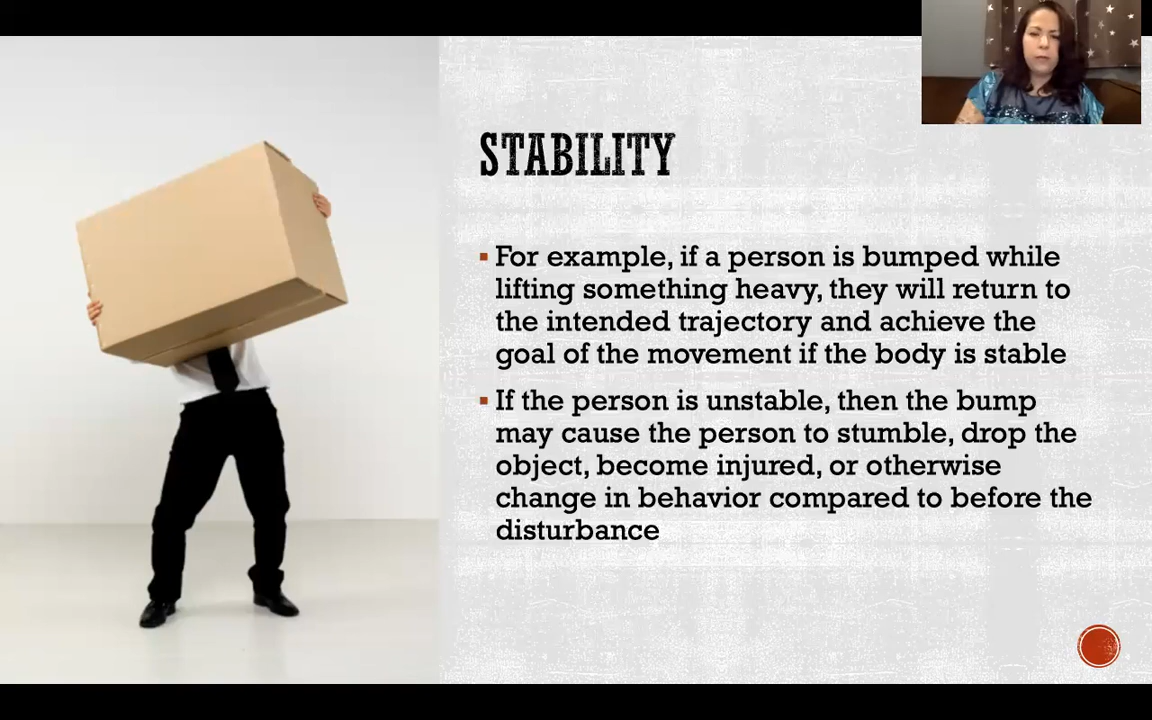 STABILITY
For example, if a person is bumped while
lifting something heavy, they will return to
the intended trajectory and achieve the
goal of the movement if the body is stable
If the person is unstable, then the bump
may cause the person to stumble, drop the
object, become injured, or otherwise
change in behavior compared to before the
disturbance